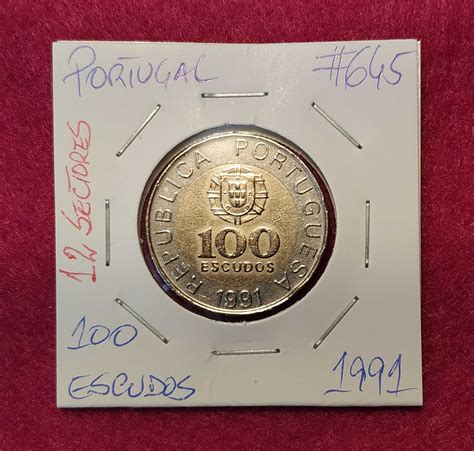 PORTUGAL #645
12 SECTORES
REPUBLICA PORTUGUESA
100
ESCUDOS
1991
100
ESCUDOS 1991